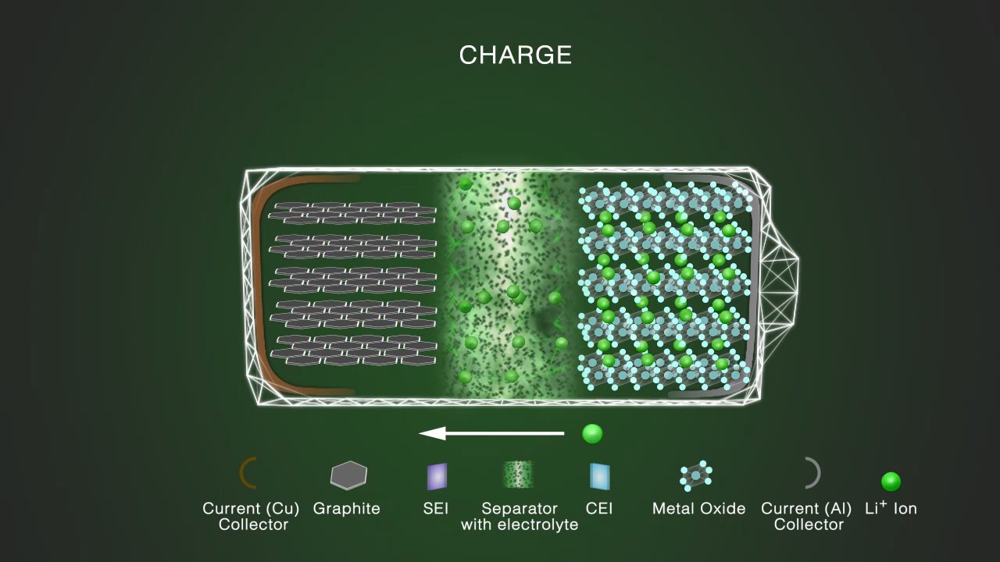 CHARGE
Current (Cu) Collector
Graphite
SEI
Separator with electrolyte
CEI
Metal Oxide
Current (Al) Collector
Li⁺ Ion